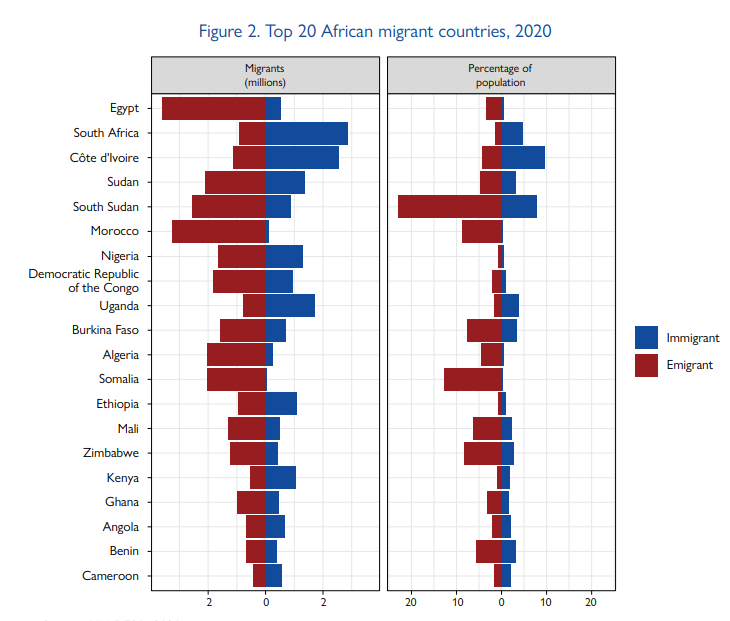 Figure 2. Top 20 African migrant countries, 2020
Migrants
(millions)
Percentage of
population
Egypt
South Africa
Côte d'Ivoire
Sudan
South Sudan
Morocco
Nigeria
Democratic Republic
of the Congo
Uganda
Burkina Faso
Algeria
Somalia
Ethiopia
Mali
Zimbabwe
Kenya
Ghana
Angola
Benin
Cameroon
Immigrant
Emigrant
2 0 2
20 10 0 10 20